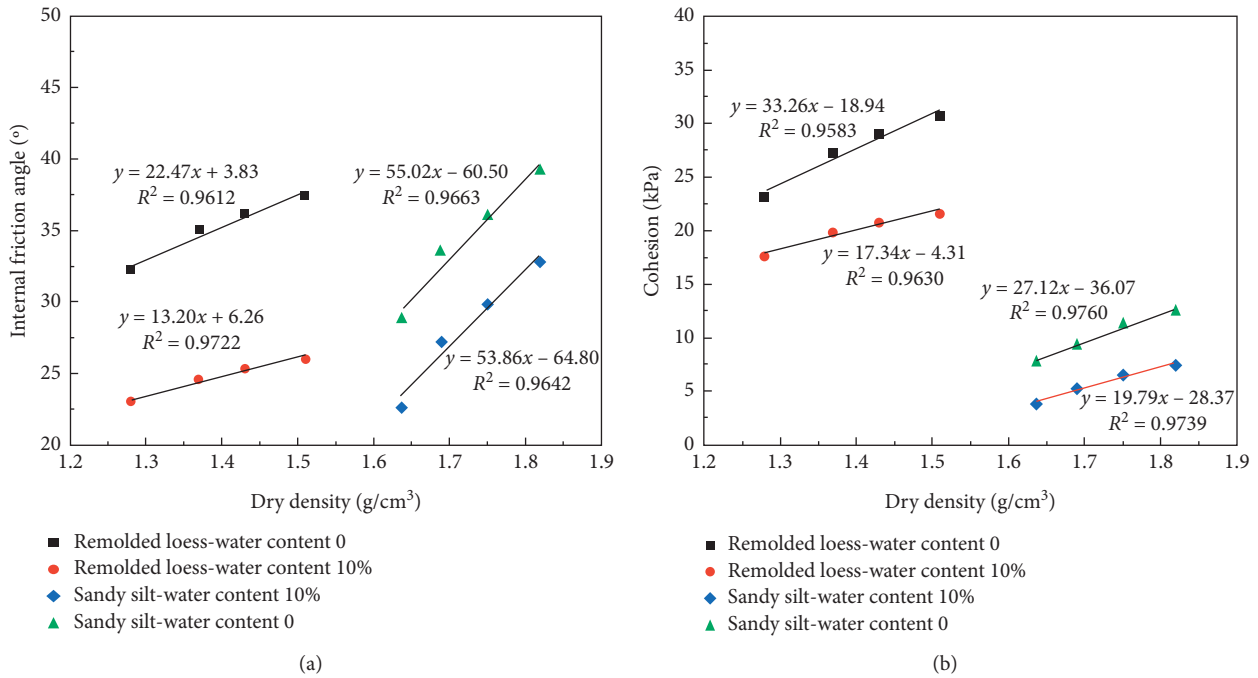 50
45
40
35
30
25
20
Internal friction angle (°)
y = 22.47x + 3.83
R² = 0.9612
y = 55.02x – 60.50
R² = 0.9663
y = 13.20x + 6.26
R² = 0.9722
y = 53.86x – 64.80
R² = 0.9642
1.2 1.3 1.4 1.5 1.6 1.7 1.8 1.9
Dry density (g/cm³)
Remolded loess-water content 0
Remolded loess-water content 10%
Sandy silt-water content 10%
Sandy silt-water content 0
(a)
40
35
30
25
20
15
10
5
0
Cohesion (kPa)
y = 33.26x – 18.94
R² = 0.9583
y = 17.34x – 4.31
R² = 0.9630
y = 27.12x – 36.07
R² = 0.9760
y = 19.79x – 28.37
R² = 0.9739
1.2 1.3 1.4 1.5 1.6 1.7 1.8 1.9
Dry density (g/cm³)
Remolded loess-water content 0
Remolded loess-water content 10%
Sandy silt-water content 10%
Sandy silt-water content 0
(b)